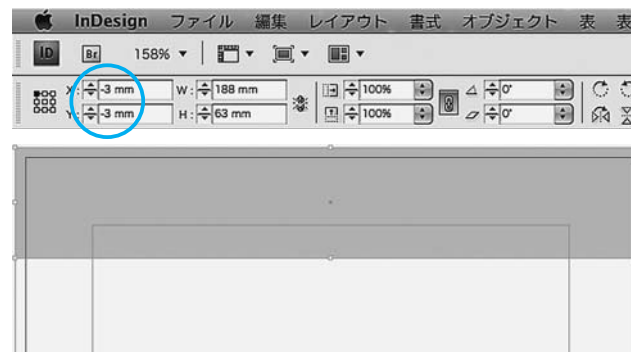 InDesign ファイル 編集 レイアウト 書式 オブジェクト 表 表
ID Br 158%
X: -3 mm W: 188 mm 100% 0°
Y: -3 mm H: 63 mm 100% 0°